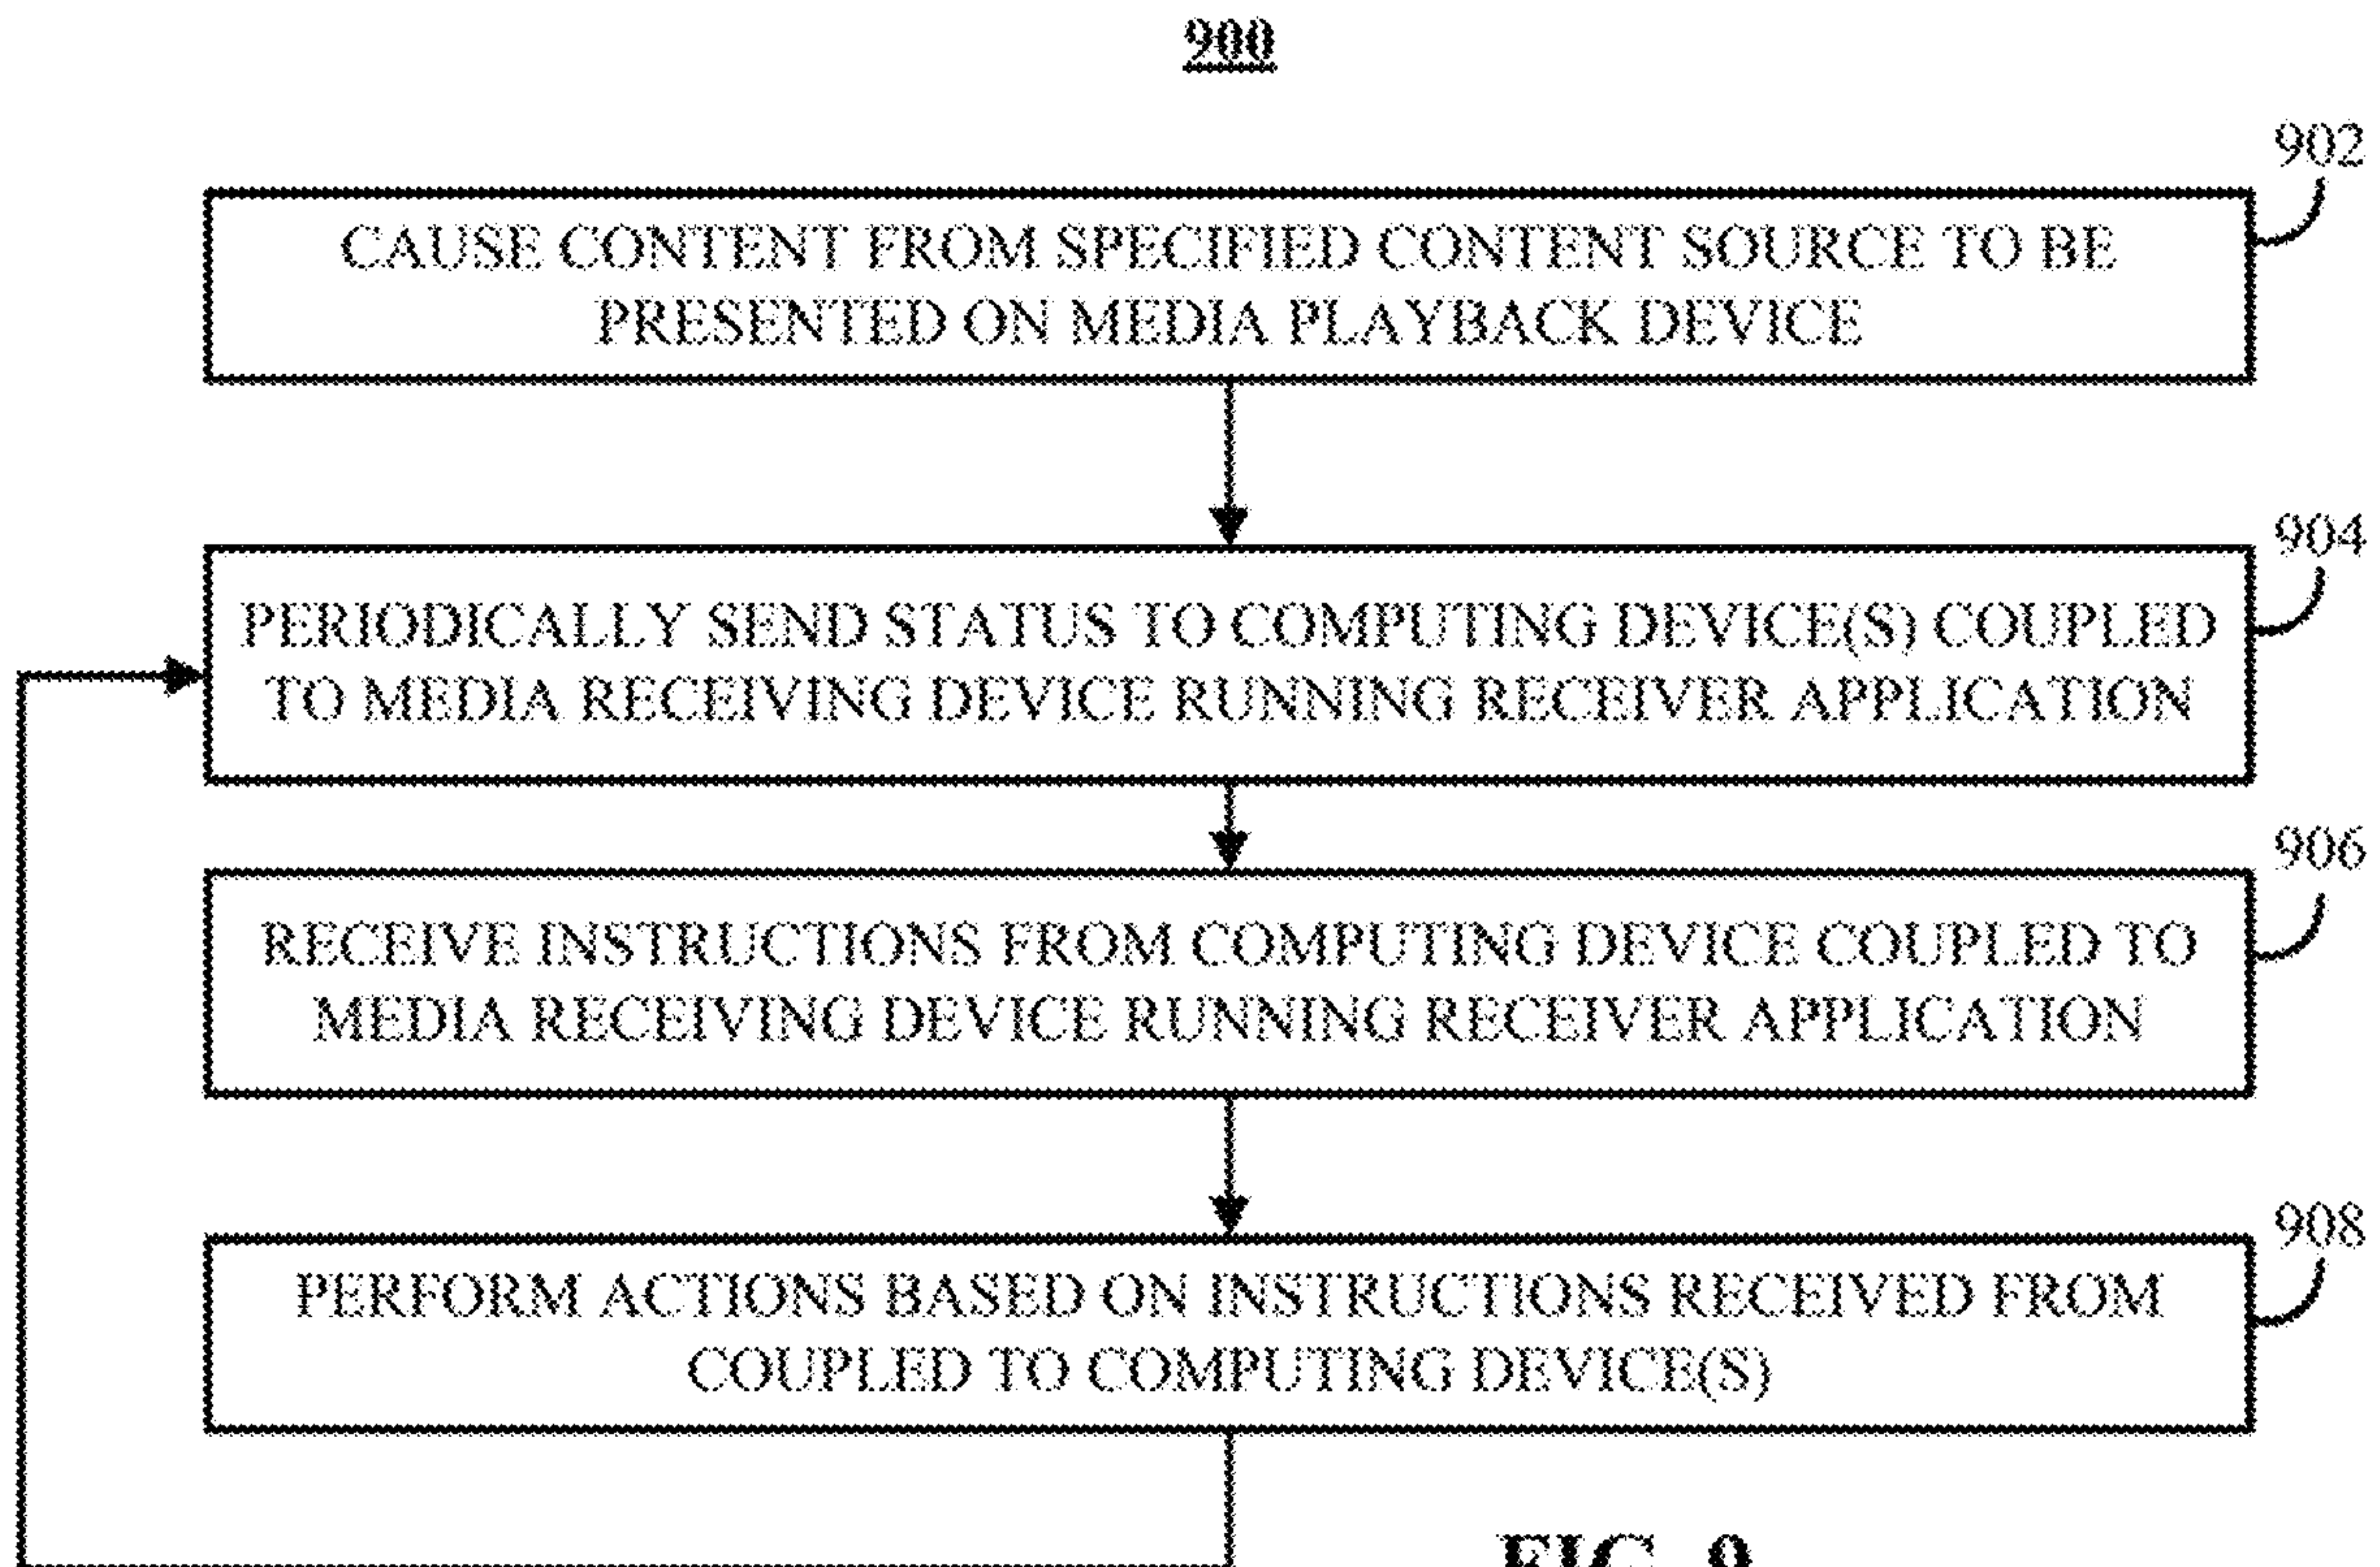 900
902
CAUSE CONTENT FROM SPECIFIED CONTENT SOURCE TO BE
PRESENTED ON MEDIA PLAYBACK DEVICE
904
PERIODICALLY SEND STATUS TO COMPUTING DEVICE(S) COUPLED
TO MEDIA RECEIVING DEVICE RUNNING RECEIVER APPLICATION
906
RECEIVE INSTRUCTIONS FROM COMPUTING DEVICE COUPLED TO
MEDIA RECEIVING DEVICE RUNNING RECEIVER APPLICATION
908
PERFORM ACTIONS BASED ON INSTRUCTIONS RECEIVED FROM
COUPLED TO COMPUTING DEVICE(S)
FIG. 9